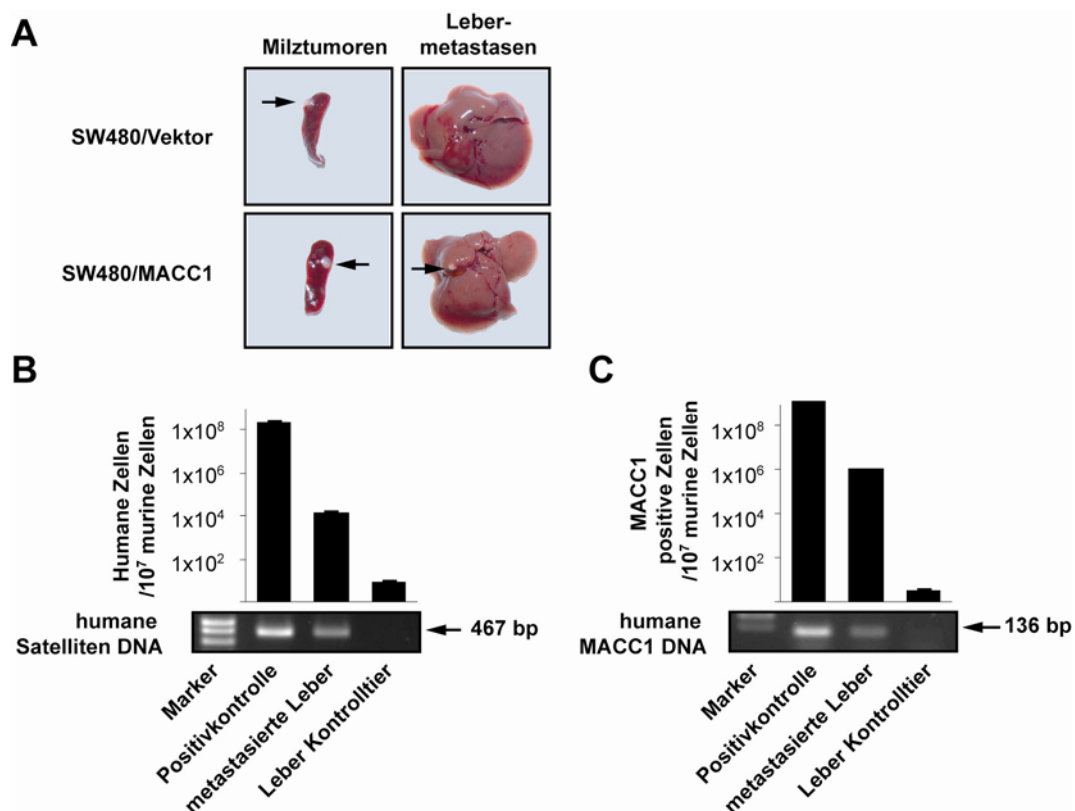 A
Milztumoren
Leber-
metastasen
SW480/Vektor
SW480/MACC1
B
Humane Zellen
/10⁷ murine Zellen
1x10⁸
1x10⁶
1x10⁴
1x10²
humane
Satelliten DNA
467 bp
Marker
Positivkontrolle
metastasierte Leber
Leber Kontrolltier
C
MACC1
positive Zellen
/10⁷ murine Zellen
1x10⁸
1x10⁶
1x10⁴
1x10²
humane
MACC1 DNA
136 bp
Marker
Positivkontrolle
metastasierte Leber
Leber Kontrolltier